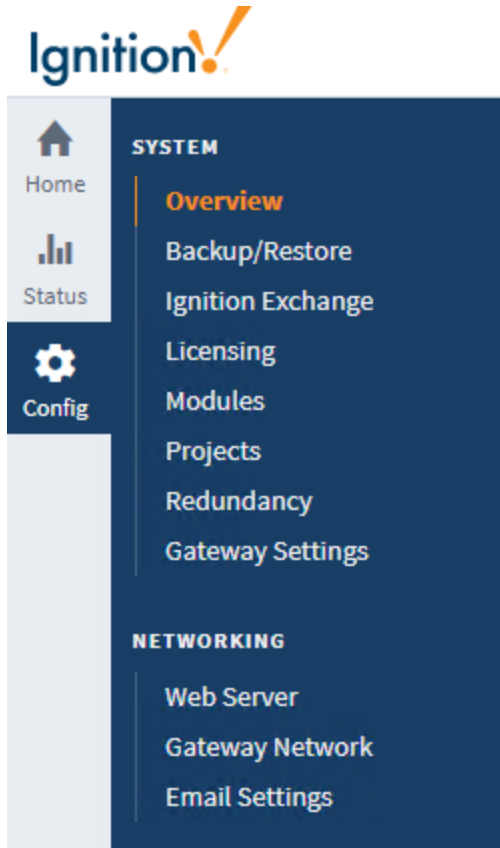 Ignition!
Home
Status
Config
SYSTEM
Overview
Backup/Restore
Ignition Exchange
Licensing
Modules
Projects
Redundancy
Gateway Settings
NETWORKING
Web Server
Gateway Network
Email Settings